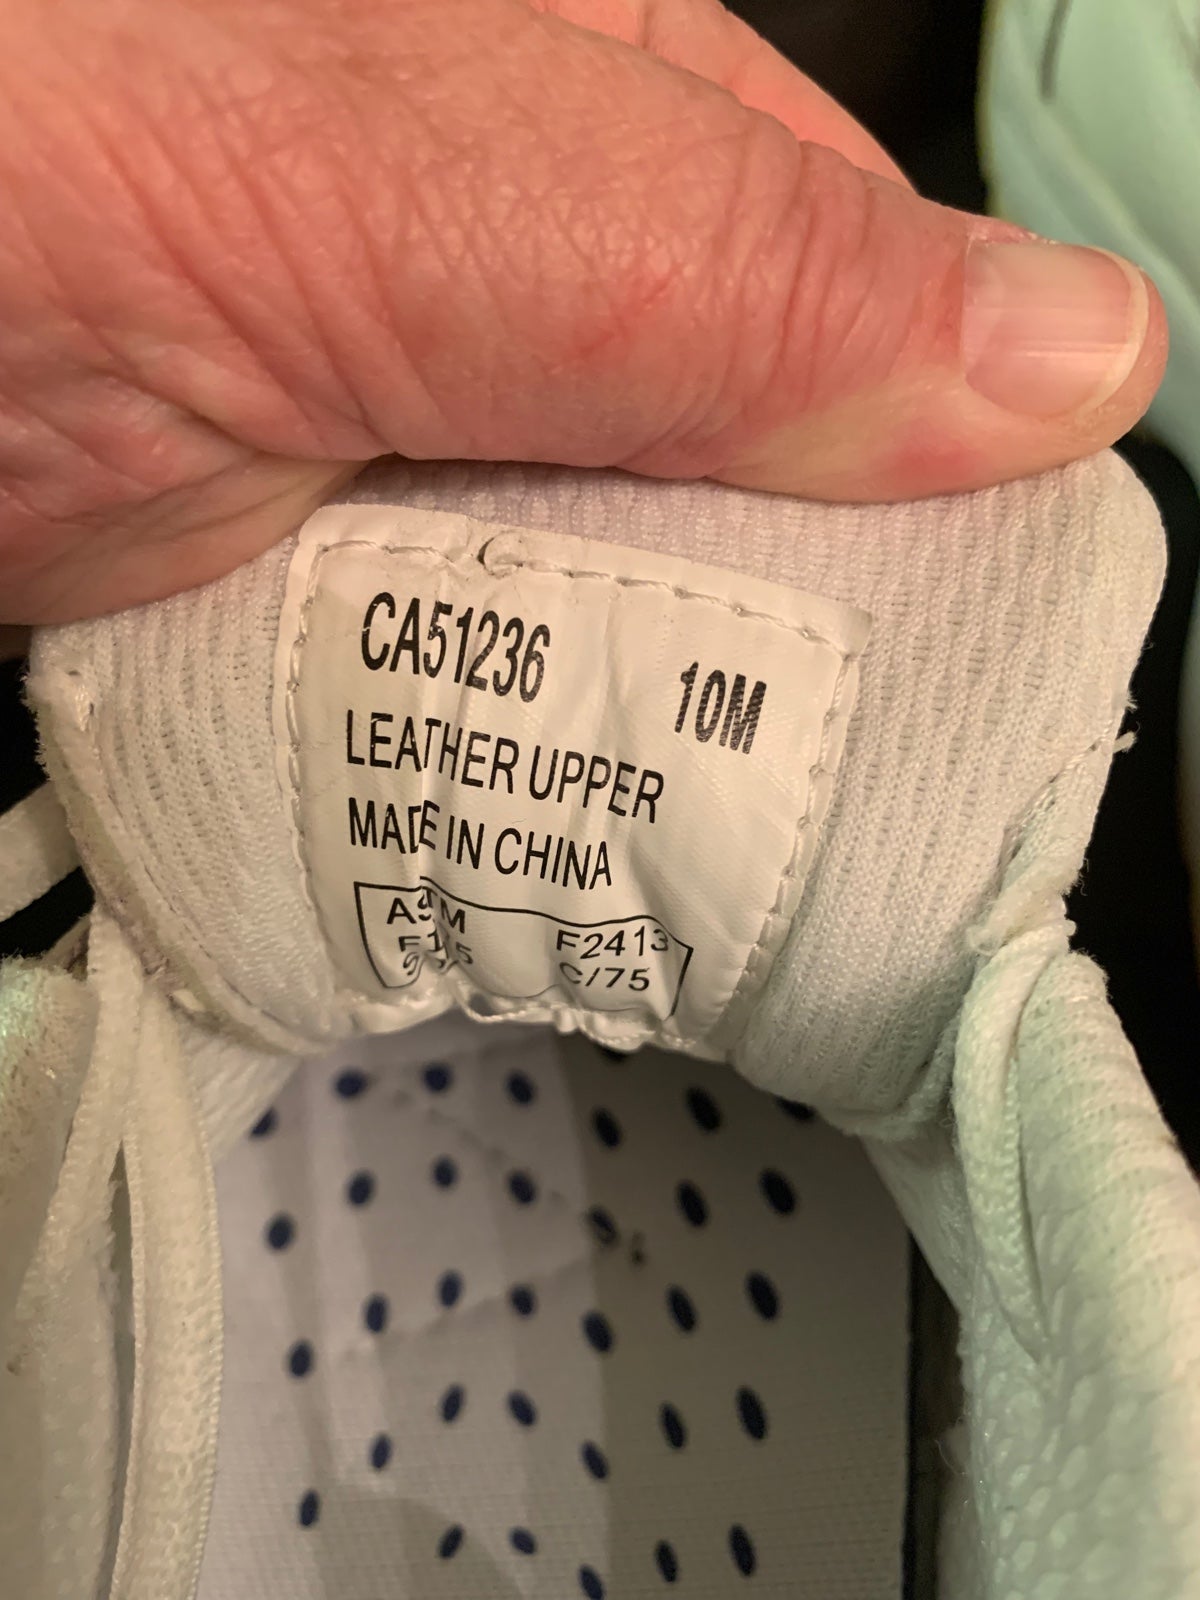 CA51236
10M
LEATHER UPPER
MADE IN CHINA
F2413
C/75